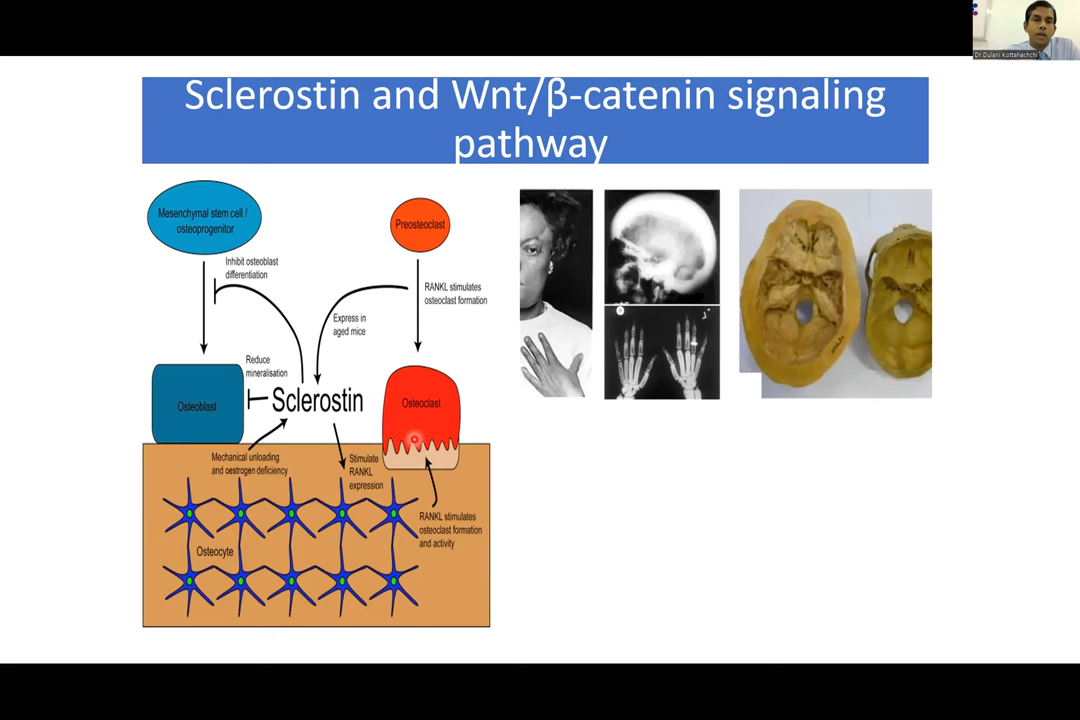 Dr Dulani Kottahachchi
Sclerostin and Wnt/β-catenin signaling
pathway
Mesenchymal stem cell /
osteoprogenitor
Preosteoclast
Inhibit osteoblast
differentiation
RANKL stimulates
osteoclast formation
Express in
aged mice
Reduce
mineralisation
Osteoblast
Sclerostin
Osteoclast
Mechanical unloading
and oestrogen deficiency
Stimulate
RANKL
expression
RANKL stimulates
osteoclast formation
and activity
Osteocyte